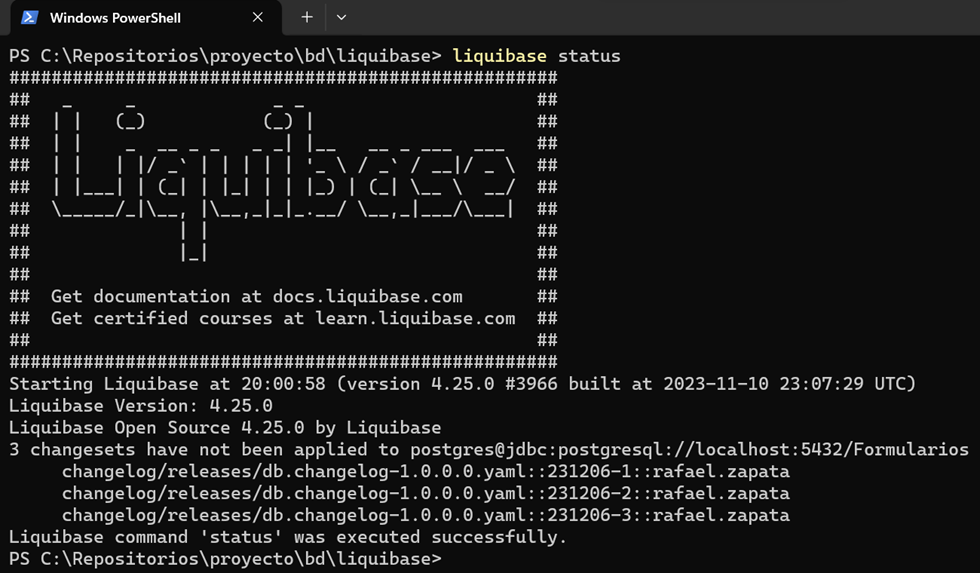 Windows PowerShell
PS C:\Repositorios\proyecto\bd\liquibase> liquibase status
####################################################
##   _     _             _ _                      ##
##  | |   (_)           (_) |                     ##
##  | |    _  __ _ _   _ _| |__   __ _ ___  ___   ##
##  | |   | |/ _` | | | | | '_ \ / _` / __|/ _ \  ##
##  | |___| | (_| | |_| | | |_) | (_| \__ \  __/  ##
##  \_____/_|\__, |\__,_|_|_.__/ \__,_|___/\___|  ##
##              | |                               ##
##              |_|                               ##
##                                                ##
##  Get documentation at docs.liquibase.com       ##
##  Get certified courses at learn.liquibase.com  ##
##                                                ##
####################################################
Starting Liquibase at 20:00:58 (version 4.25.0 #3966 built at 2023-11-10 23:07:29 UTC)
Liquibase Version: 4.25.0
Liquibase Open Source 4.25.0 by Liquibase
3 changesets have not been applied to postgres@jdbc:postgresql://localhost:5432/Formularios
     changelog/releases/db.changelog-1.0.0.0.yaml::231206-1::rafael.zapata
     changelog/releases/db.changelog-1.0.0.0.yaml::231206-2::rafael.zapata
     changelog/releases/db.changelog-1.0.0.0.yaml::231206-3::rafael.zapata
Liquibase command 'status' was executed successfully.
PS C:\Repositorios\proyecto\bd\liquibase>